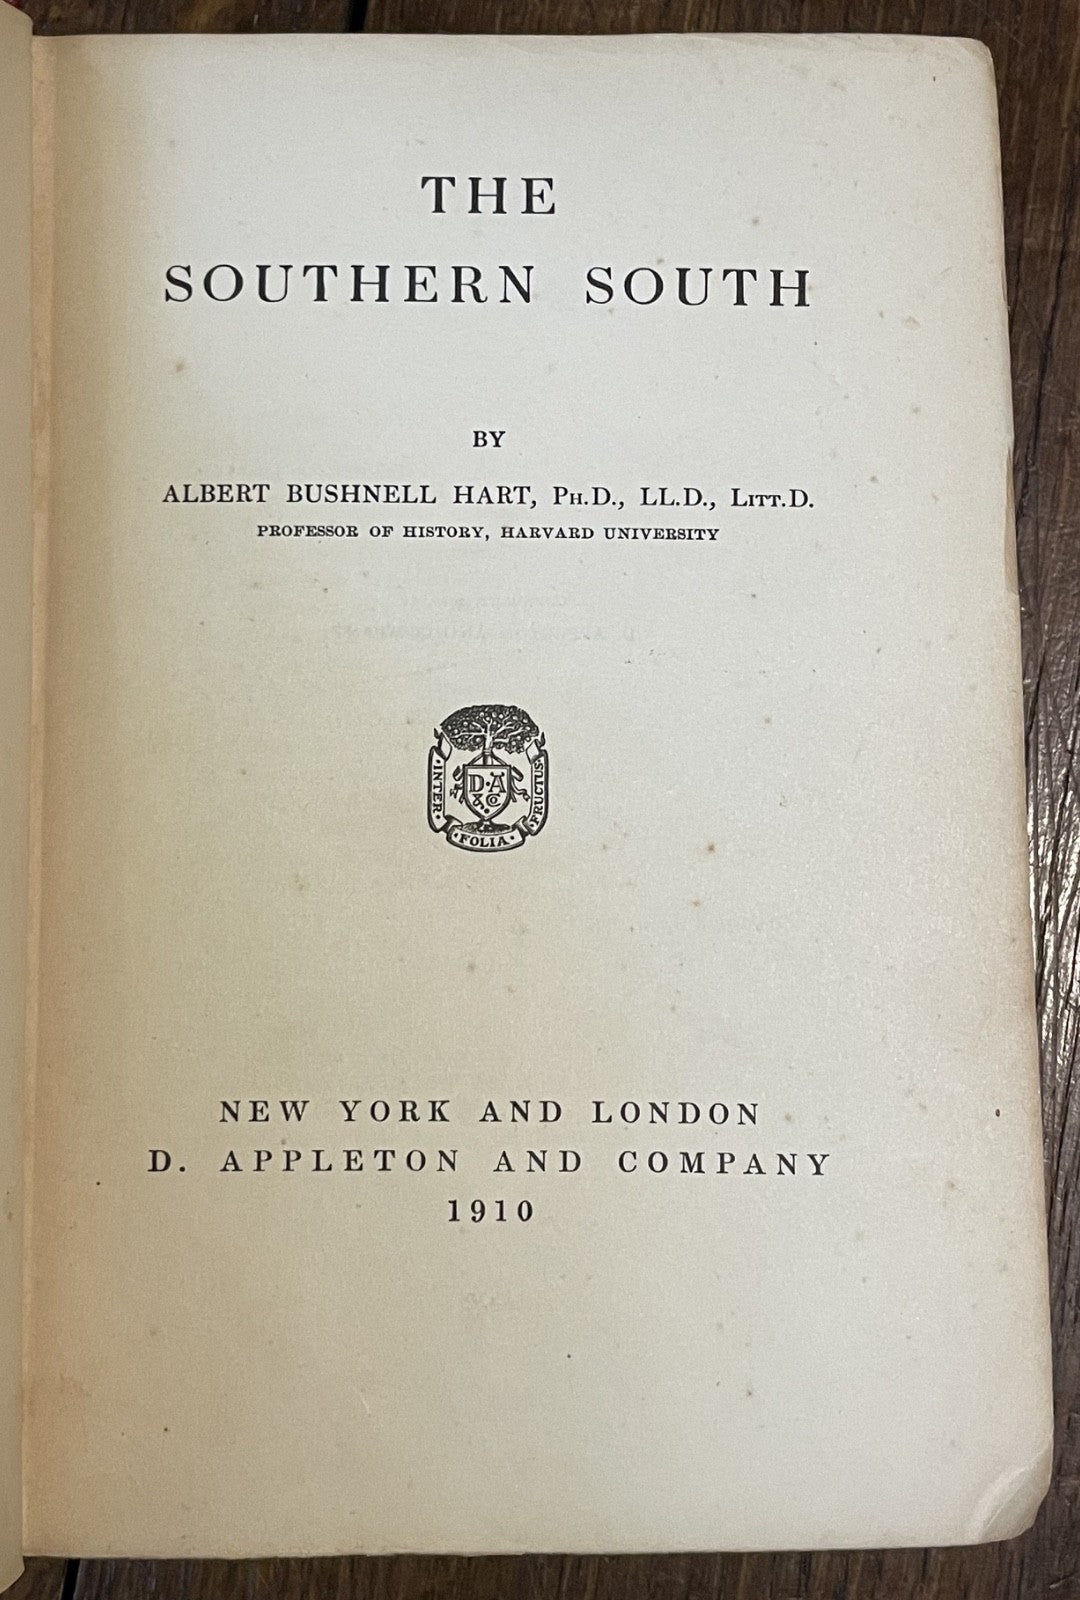 THE
SOUTHERN SOUTH
BY
ALBERT BUSHNELL HART, Ph.D., LL.D., Litt.D.
PROFESSOR OF HISTORY, HARVARD UNIVERSITY
D·A
& Co
·INTER·
·FOLIA·
·FRUCTUS·
NEW YORK AND LONDON
D. APPLETON AND COMPANY
1910